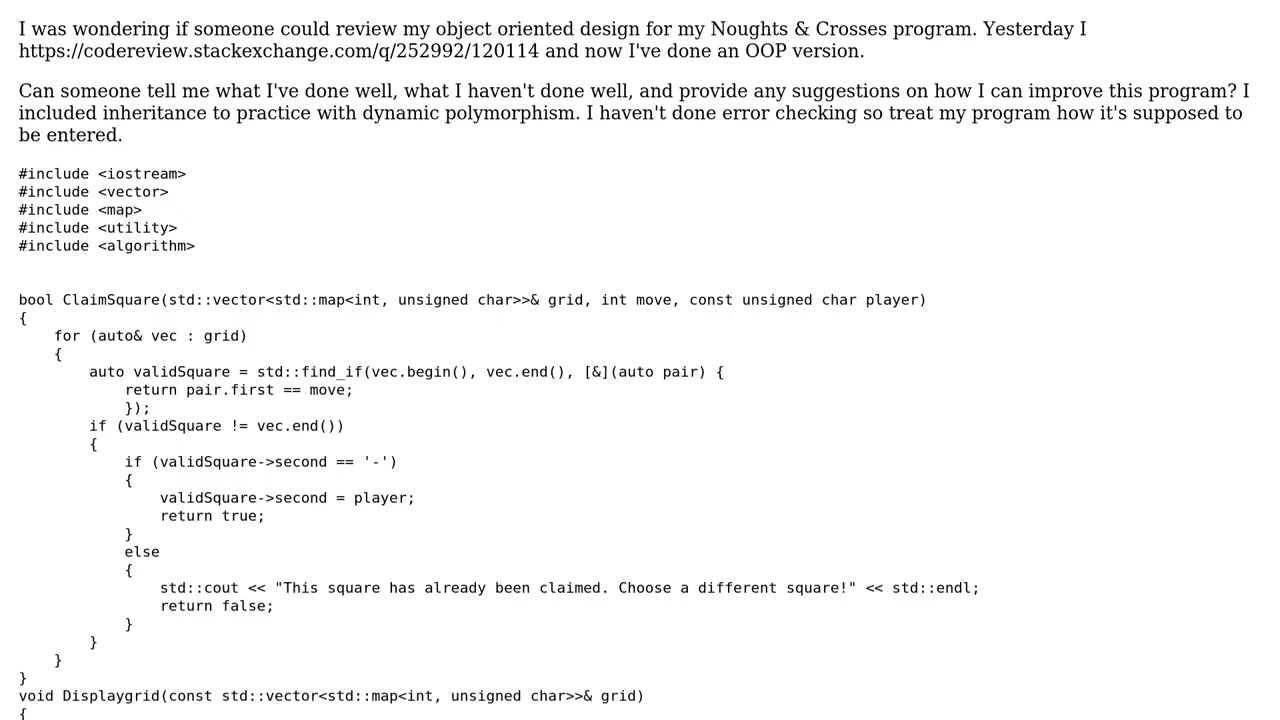 I was wondering if someone could review my object oriented design for my Noughts & Crosses program. Yesterday I
https://codereview.stackexchange.com/q/252992/120114 and now I've done an OOP version.
Can someone tell me what I've done well, what I haven't done well, and provide any suggestions on how I can improve this program? I
included inheritance to practice with dynamic polymorphism. I haven't done error checking so treat my program how it's supposed to
be entered.
#include <iostream>
#include <vector>
#include <map>
#include <utility>
#include <algorithm>
bool ClaimSquare(std::vector<std::map<int, unsigned char>>& grid, int move, const unsigned char player)
{
    for (auto& vec : grid)
    {
        auto validSquare = std::find_if(vec.begin(), vec.end(), [&](auto pair) {
            return pair.first == move;
            });
        if (validSquare != vec.end())
        {
            if (validSquare->second == '-')
            {
                validSquare->second = player;
                return true;
            }
            else
            {
                std::cout << "This square has already been claimed. Choose a different square!" << std::endl;
                return false;
            }
        }
    }
}
void Displaygrid(const std::vector<std::map<int, unsigned char>>& grid)
{